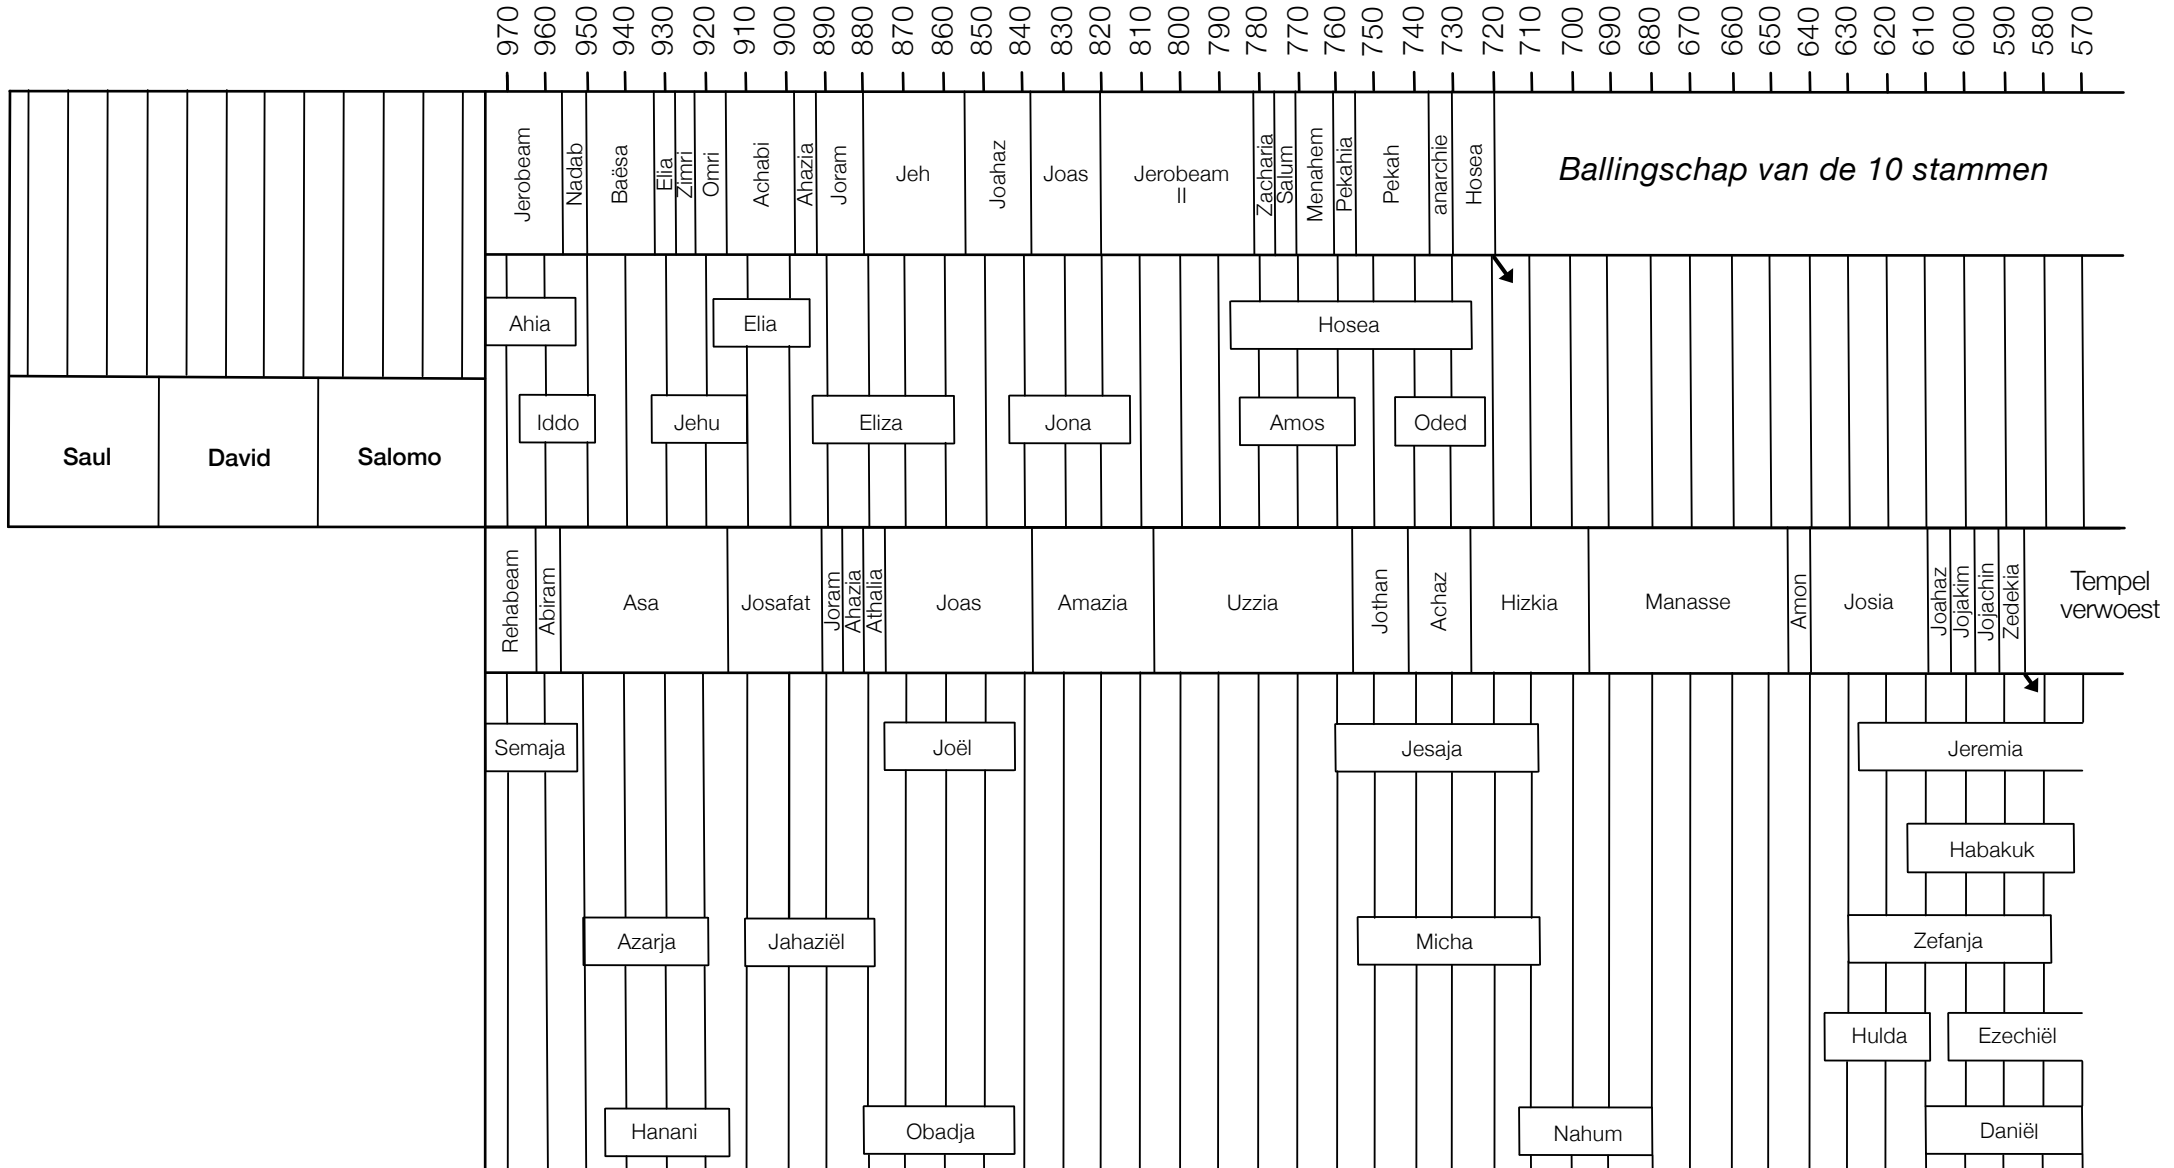 970 960 950 940 930 920 910 900 890 880 870 860 850 840 830 820 810 800 790 780 770 760 750 740 730 720 710 700 690 680 670 660 650 640 630 620 610 600 590 580 570
Jerobeam
Nadab
Baësa
Elia
Zimri
Omri
Achabi
Ahazia
Joram
Jeh
Joahaz
Joas
Jerobeam
II
Zacharia
Salum
Menahem
Pekahia
Pekah
anarchie
Hosea
Ballingschap van de 10 stammen
Ahia
Elia
Hosea
Iddo
Jehu
Eliza
Jona
Amos
Oded
Saul
David
Salomo
Rehabeam
Abiram
Asa
Josafat
Joram
Ahazia
Athalia
Joas
Amazia
Uzzia
Jothan
Achaz
Hizkia
Manasse
Amon
Josia
Joahaz
Jojakim
Jojachin
Zedekia
Tempel
verwoest
Semaja
Joël
Jesaja
Jeremia
Habakuk
Azarja
Jahaziël
Micha
Zefanja
Hulda
Ezechiël
Hanani
Obadja
Nahum
Daniël